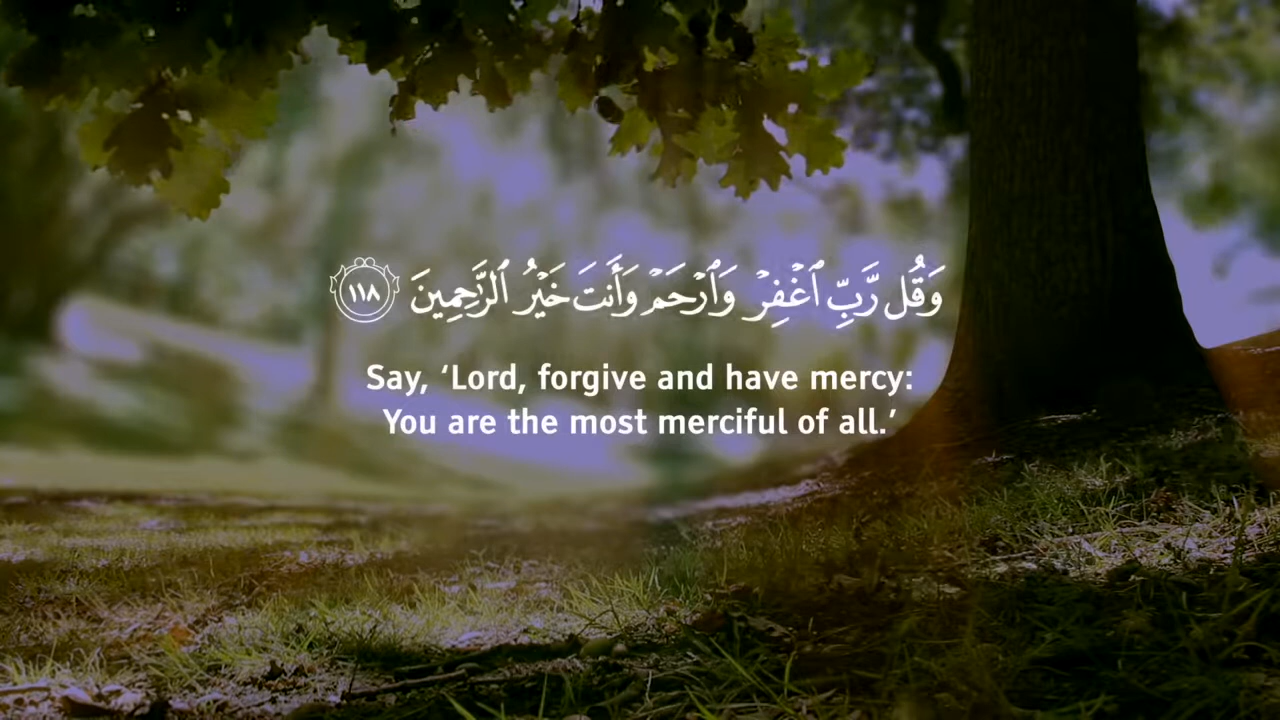 وَقُل رَّبِّ ٱغْفِرْ وَٱرْحَمْ وَأَنتَ خَيْرُ ٱلرَّٰحِمِينَ ١١٨
Say, ‘Lord, forgive and have mercy:
You are the most merciful of all.’